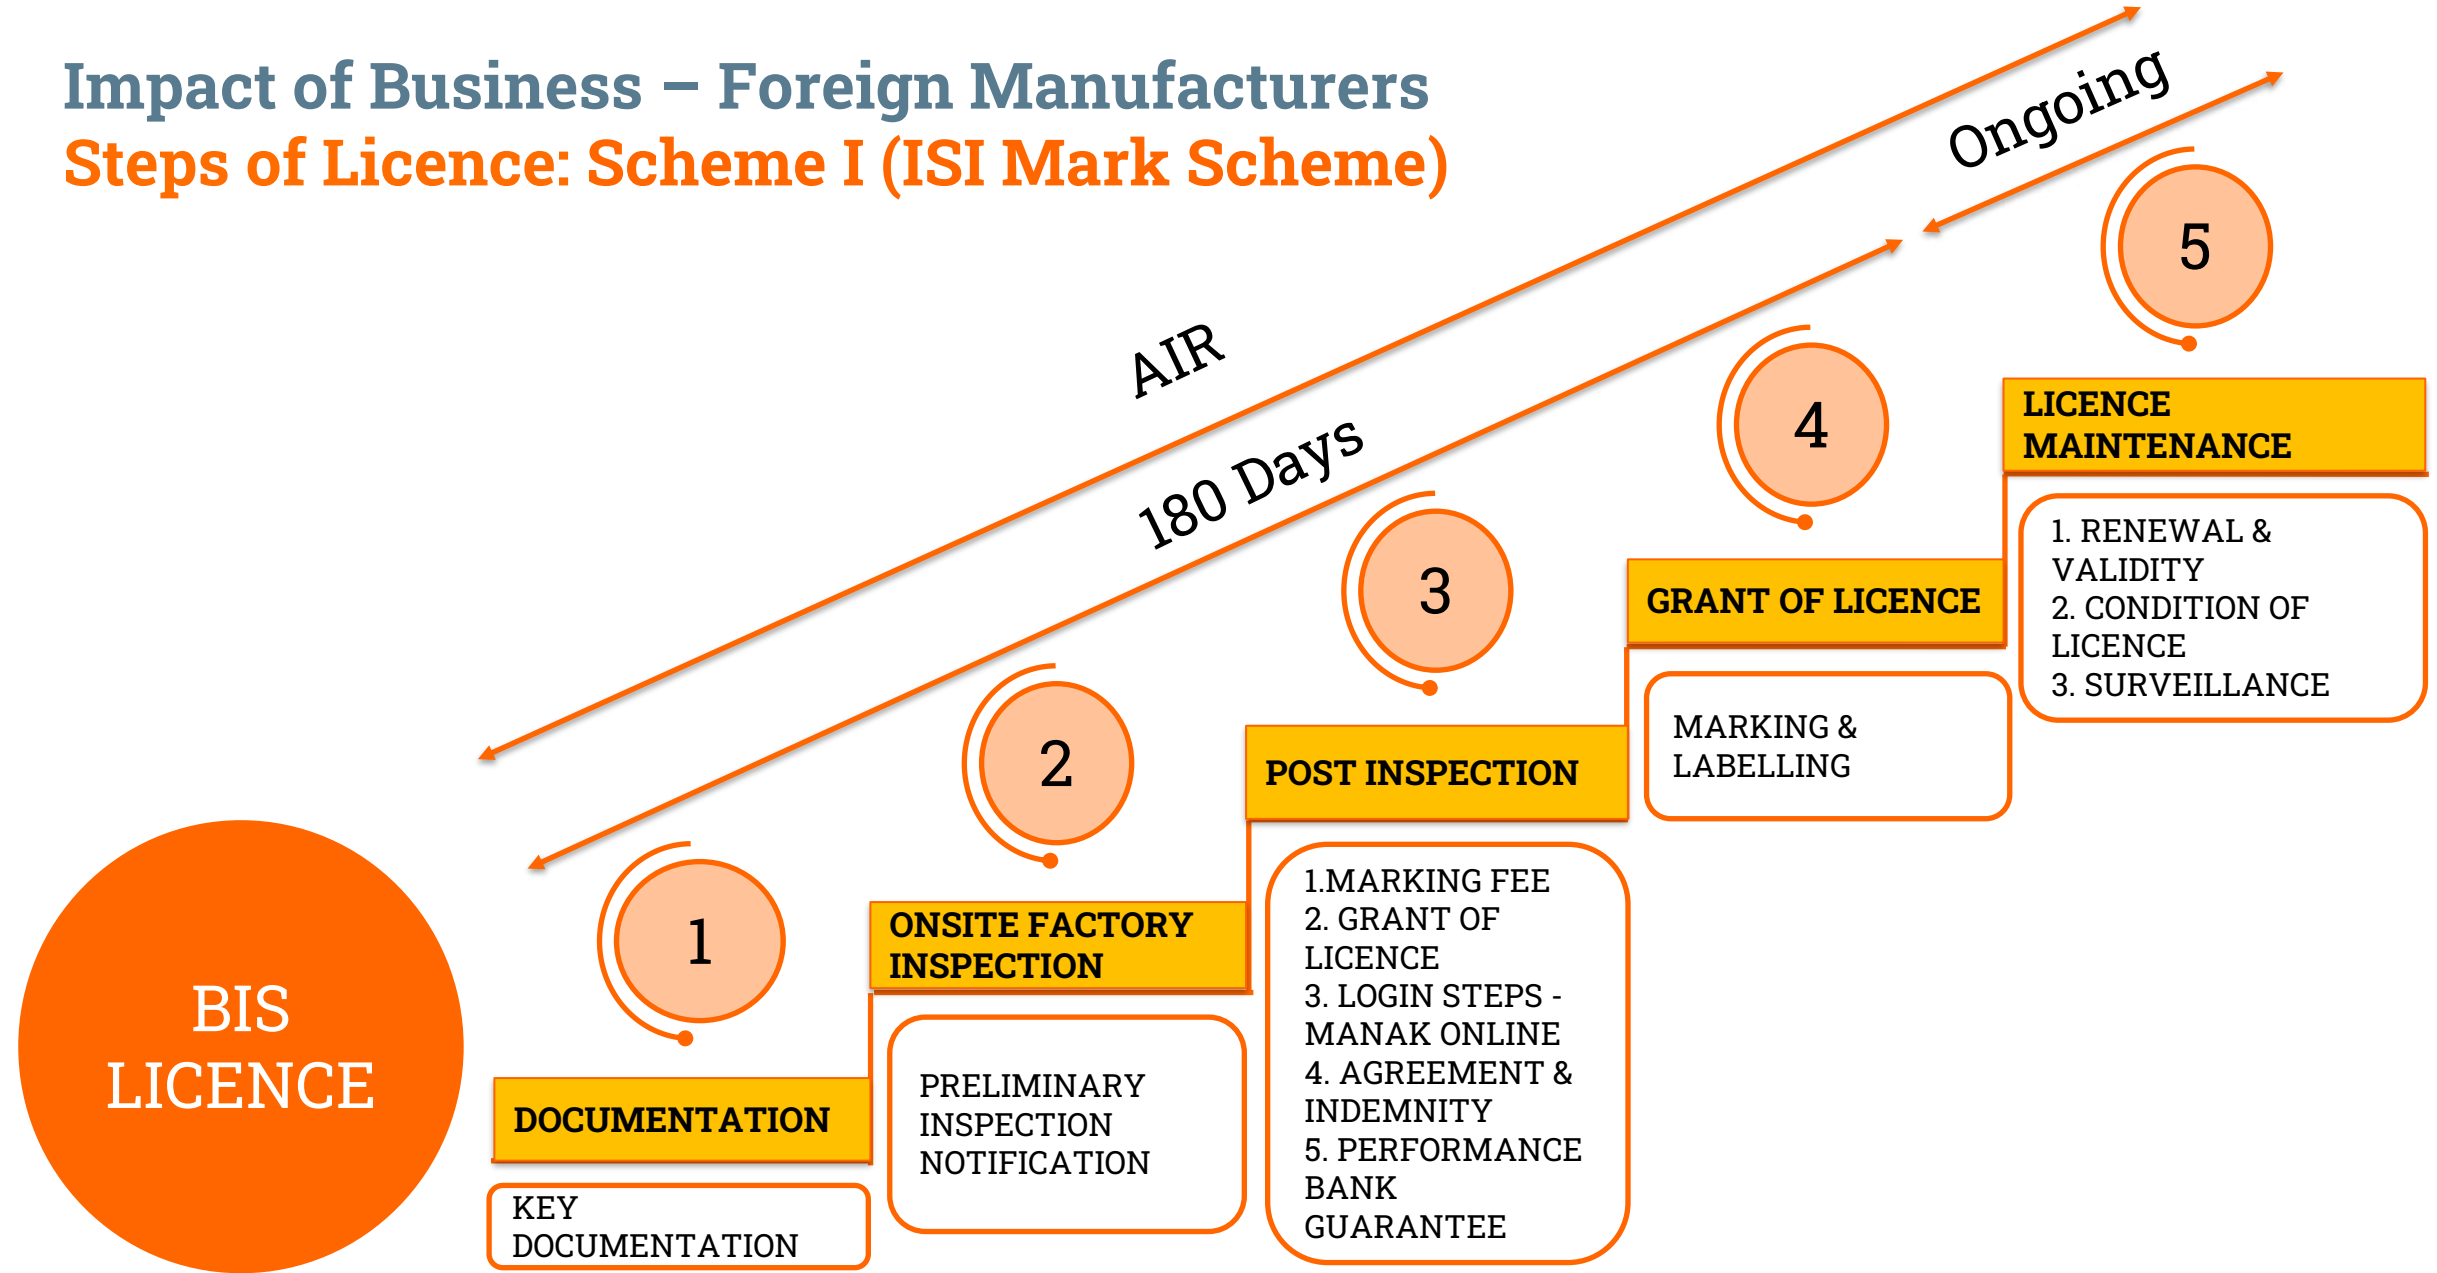 Impact of Business – Foreign Manufacturers
Steps of Licence: Scheme I (ISI Mark Scheme)
Ongoing
AIR
180 Days
BIS
LICENCE
1
DOCUMENTATION
KEY
DOCUMENTATION
2
ONSITE FACTORY
INSPECTION
PRELIMINARY
INSPECTION
NOTIFICATION
3
POST INSPECTION
1.MARKING FEE
2. GRANT OF
LICENCE
3. LOGIN STEPS -
MANAK ONLINE
4. AGREEMENT &
INDEMNITY
5. PERFORMANCE
BANK
GUARANTEE
4
GRANT OF LICENCE
MARKING &
LABELLING
5
LICENCE
MAINTENANCE
1. RENEWAL &
VALIDITY
2. CONDITION OF
LICENCE
3. SURVEILLANCE